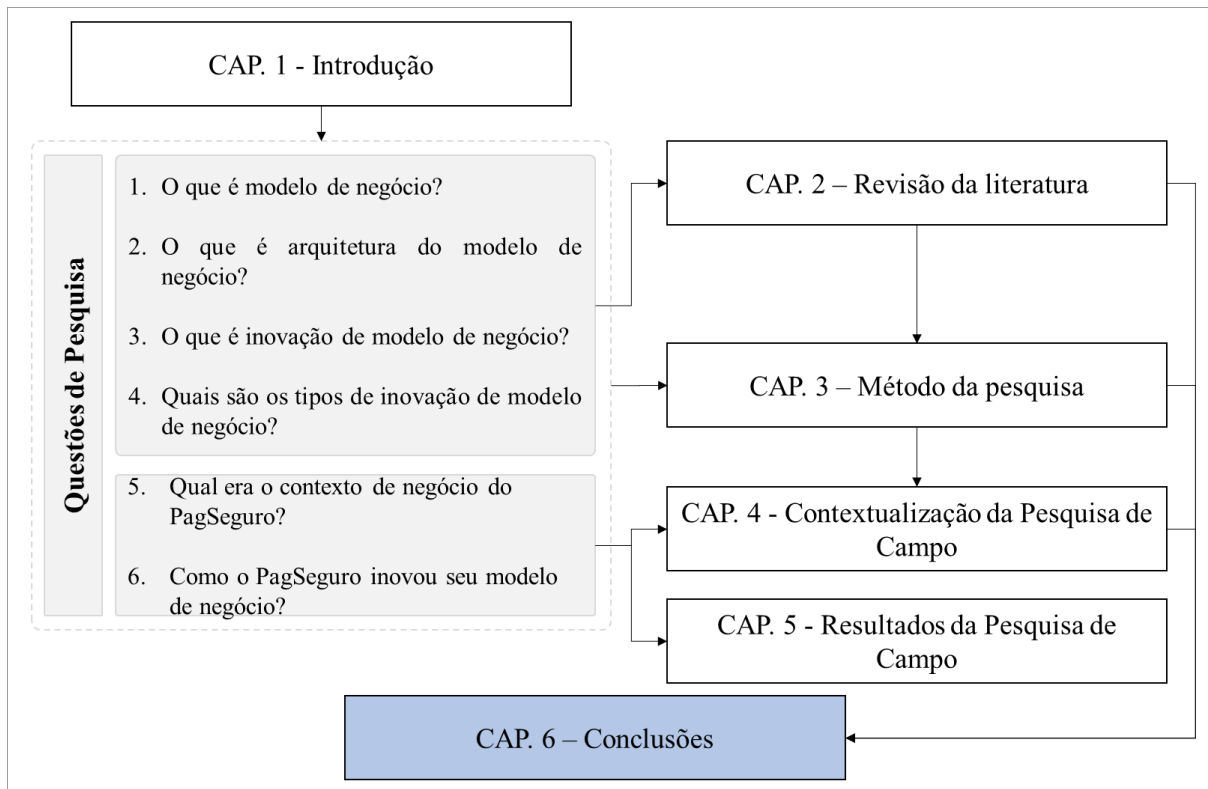 CAP. 1 - Introdução
Questões de Pesquisa
1. O que é modelo de negócio?
2. O que é arquitetura do modelo de
negócio?
3. O que é inovação de modelo de negócio?
4. Quais são os tipos de inovação de modelo
de negócio?
5. Qual era o contexto de negócio do
PagSeguro?
6. Como o PagSeguro inovou seu modelo
de negócio?
CAP. 2 – Revisão da literatura
CAP. 3 – Método da pesquisa
CAP. 4 - Contextualização da Pesquisa de
Campo
CAP. 5 - Resultados da Pesquisa de
Campo
CAP. 6 – Conclusões